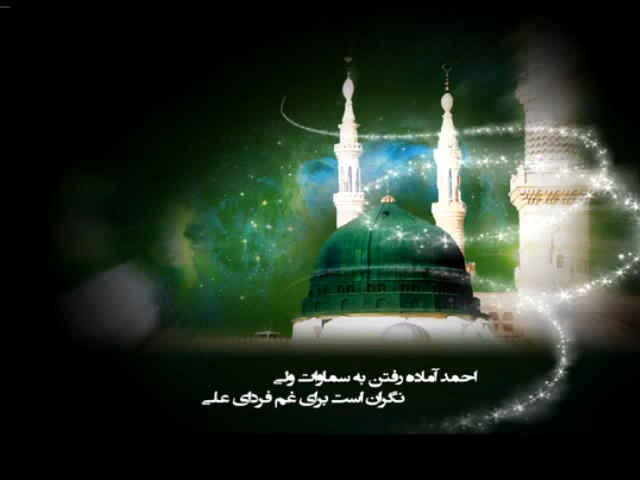 احمد آماده رفتن به سماوات ولی
نگران است برای غم فردای علی